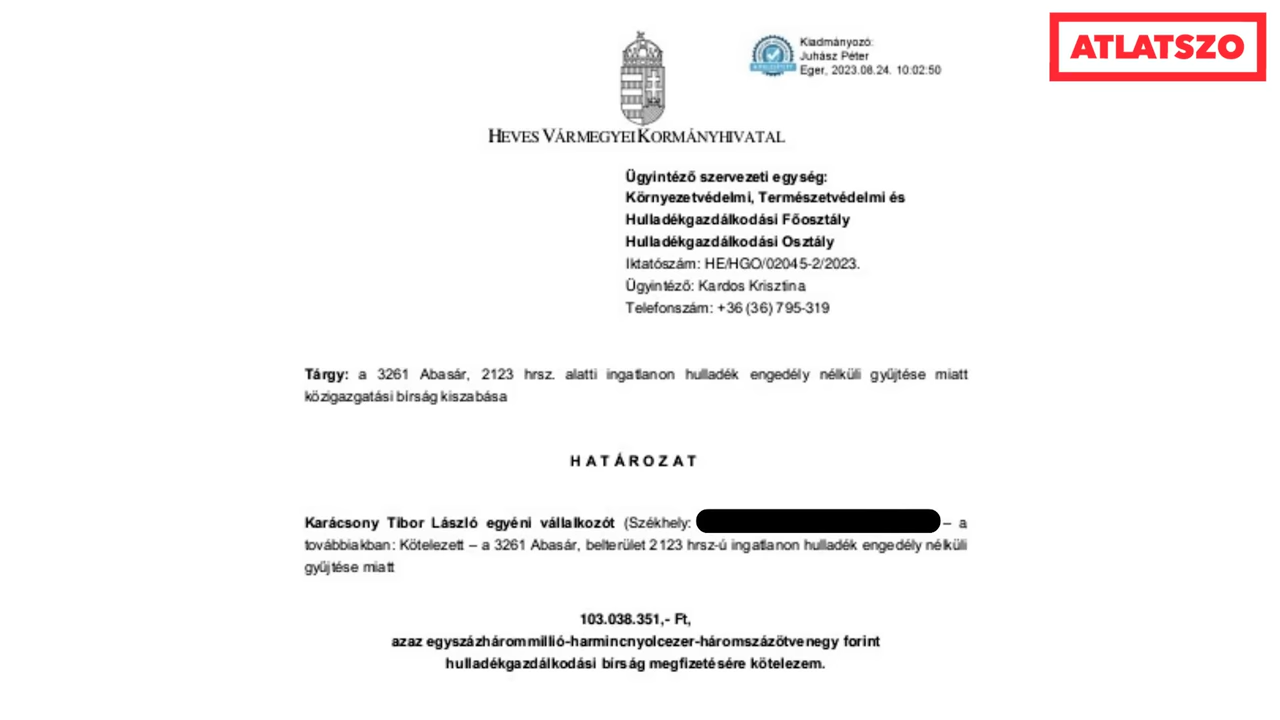 ATLATSZO
Kiadmányozó:
Juhász Péter
Eger, 2023.08.24. 10:02:50
HEVES VÁRMEGYEI KORMÁNYHIVATAL
Ügyintéző szervezeti egység:
Környezetvédelmi, Természetvédelmi és
Hulladékgazdálkodási Főosztály
Hulladékgazdálkodási Osztály
Iktatószám: HE/HGO/02045-2/2023.
Ügyintéző: Kardos Krisztina
Telefonszám: +36 (36) 795-319
Tárgy: a 3261 Abasár, 2123 hrsz. alatti ingatlanon hulladék engedély nélküli gyűjtése miatt
közigazgatási bírság kiszabása
HATÁROZAT
Karácsony Tibor László egyéni vállalkozót (Székhely: – a
továbbiakban: Kötelezett – a 3261 Abasár, belterület 2123 hrsz-ú ingatlanon hulladék engedély nélküli
gyűjtése miatt
103.038.351,- Ft,
azaz egyszázhárommillió-harmincnyolcezer-háromszázötvenegy forint
hulladékgazdálkodási bírság megfizetésére kötelezem.